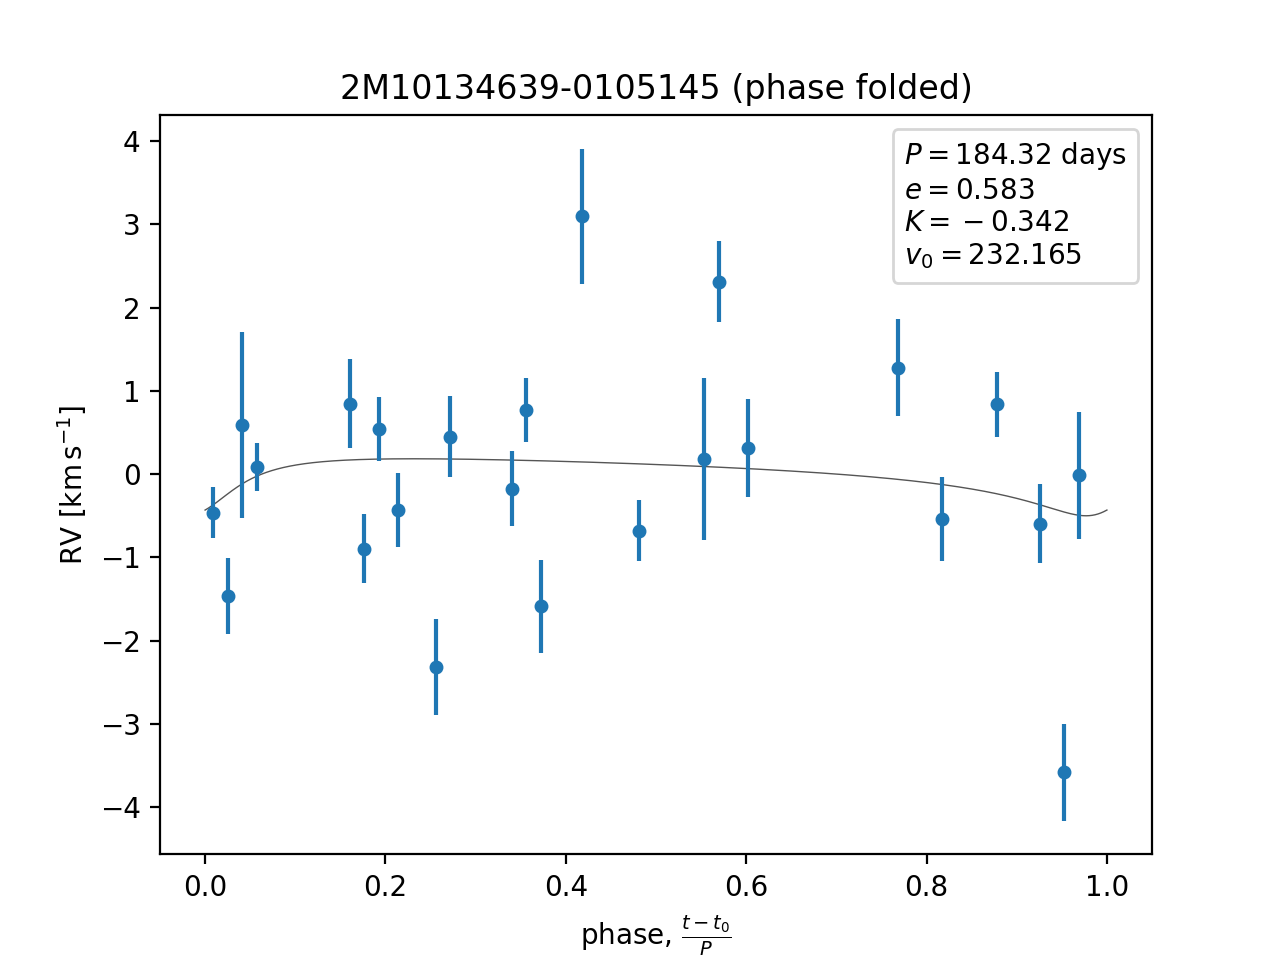 2M10134639-0105145 (phase folded)
P = 184.32 days
e = 0.583
K = −0.342
v₀ = 232.165
4
3
2
1
0
−1
−2
−3
−4
RV [km s⁻¹]
0.0 0.2 0.4 0.6 0.8 1.0
phase, (t − t₀)/P